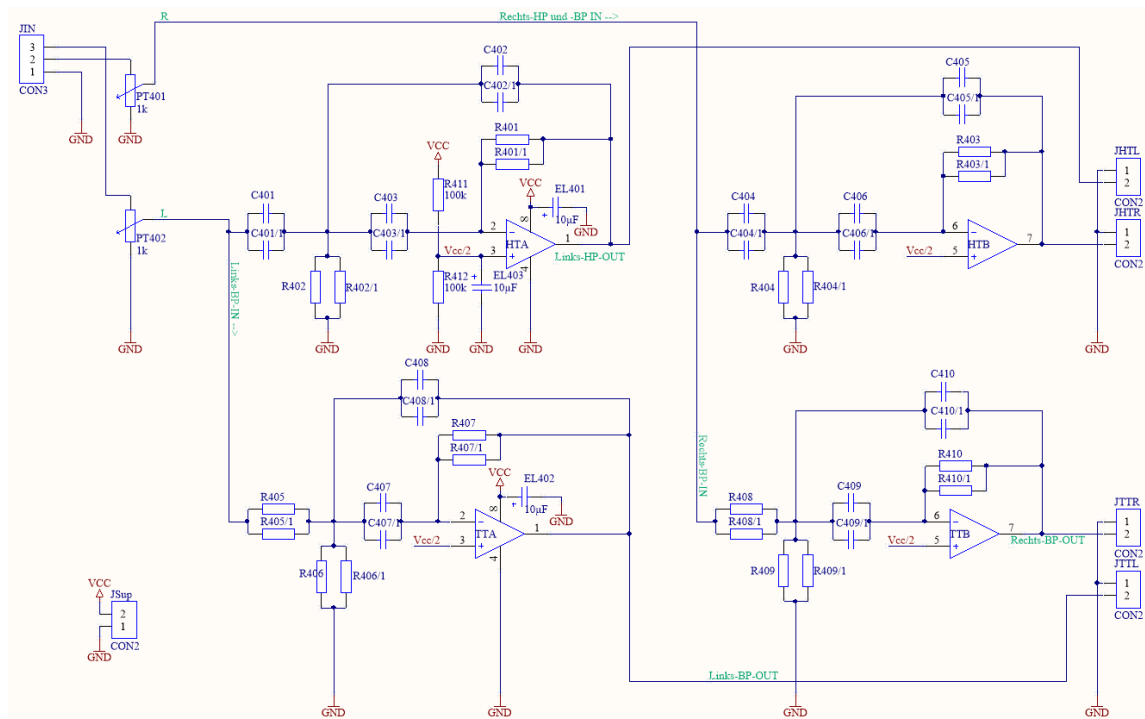 R
Rechts-HP und -BP IN -->
JIN
3
2
1
CON3
PT401
1k
GND
GND
C402
C402/1
C405
C405/1
VCC
R401
R401/1
R403
R403/1
JHTL
1
2
CON2
L
PT402
1k
GND
C401
C401/1
C403
C403/1
R411
100k
VCC
EL401
10µF
GND
8
2
3
HTA
1
4
Links-HP-OUT
Vcc/2
R402
R402/1
R412
100k
EL403
10µF
GND
GND
GND
GND
C404
C404/1
C406
C406/1
6
5
HTB
7
Vcc/2
JHTR
1
2
CON2
R404
R404/1
GND
GND
Links-BP-IN -->
C408
C408/1
R407
R407/1
VCC
EL402
10µF
GND
R405
R405/1
C407
C407/1
8
2
3
TTA
1
4
Vcc/2
R406
R406/1
GND
GND
Rechts-BP-IN
C410
C410/1
R410
R410/1
R408
R408/1
C409
C409/1
6
5
TTB
7
Vcc/2
Rechts-BP-OUT
JTTR
1
2
CON2
JTTL
1
2
CON2
R409
R409/1
GND
GND
Links-BP-OUT
VCC
JSup
2
1
CON2
GND